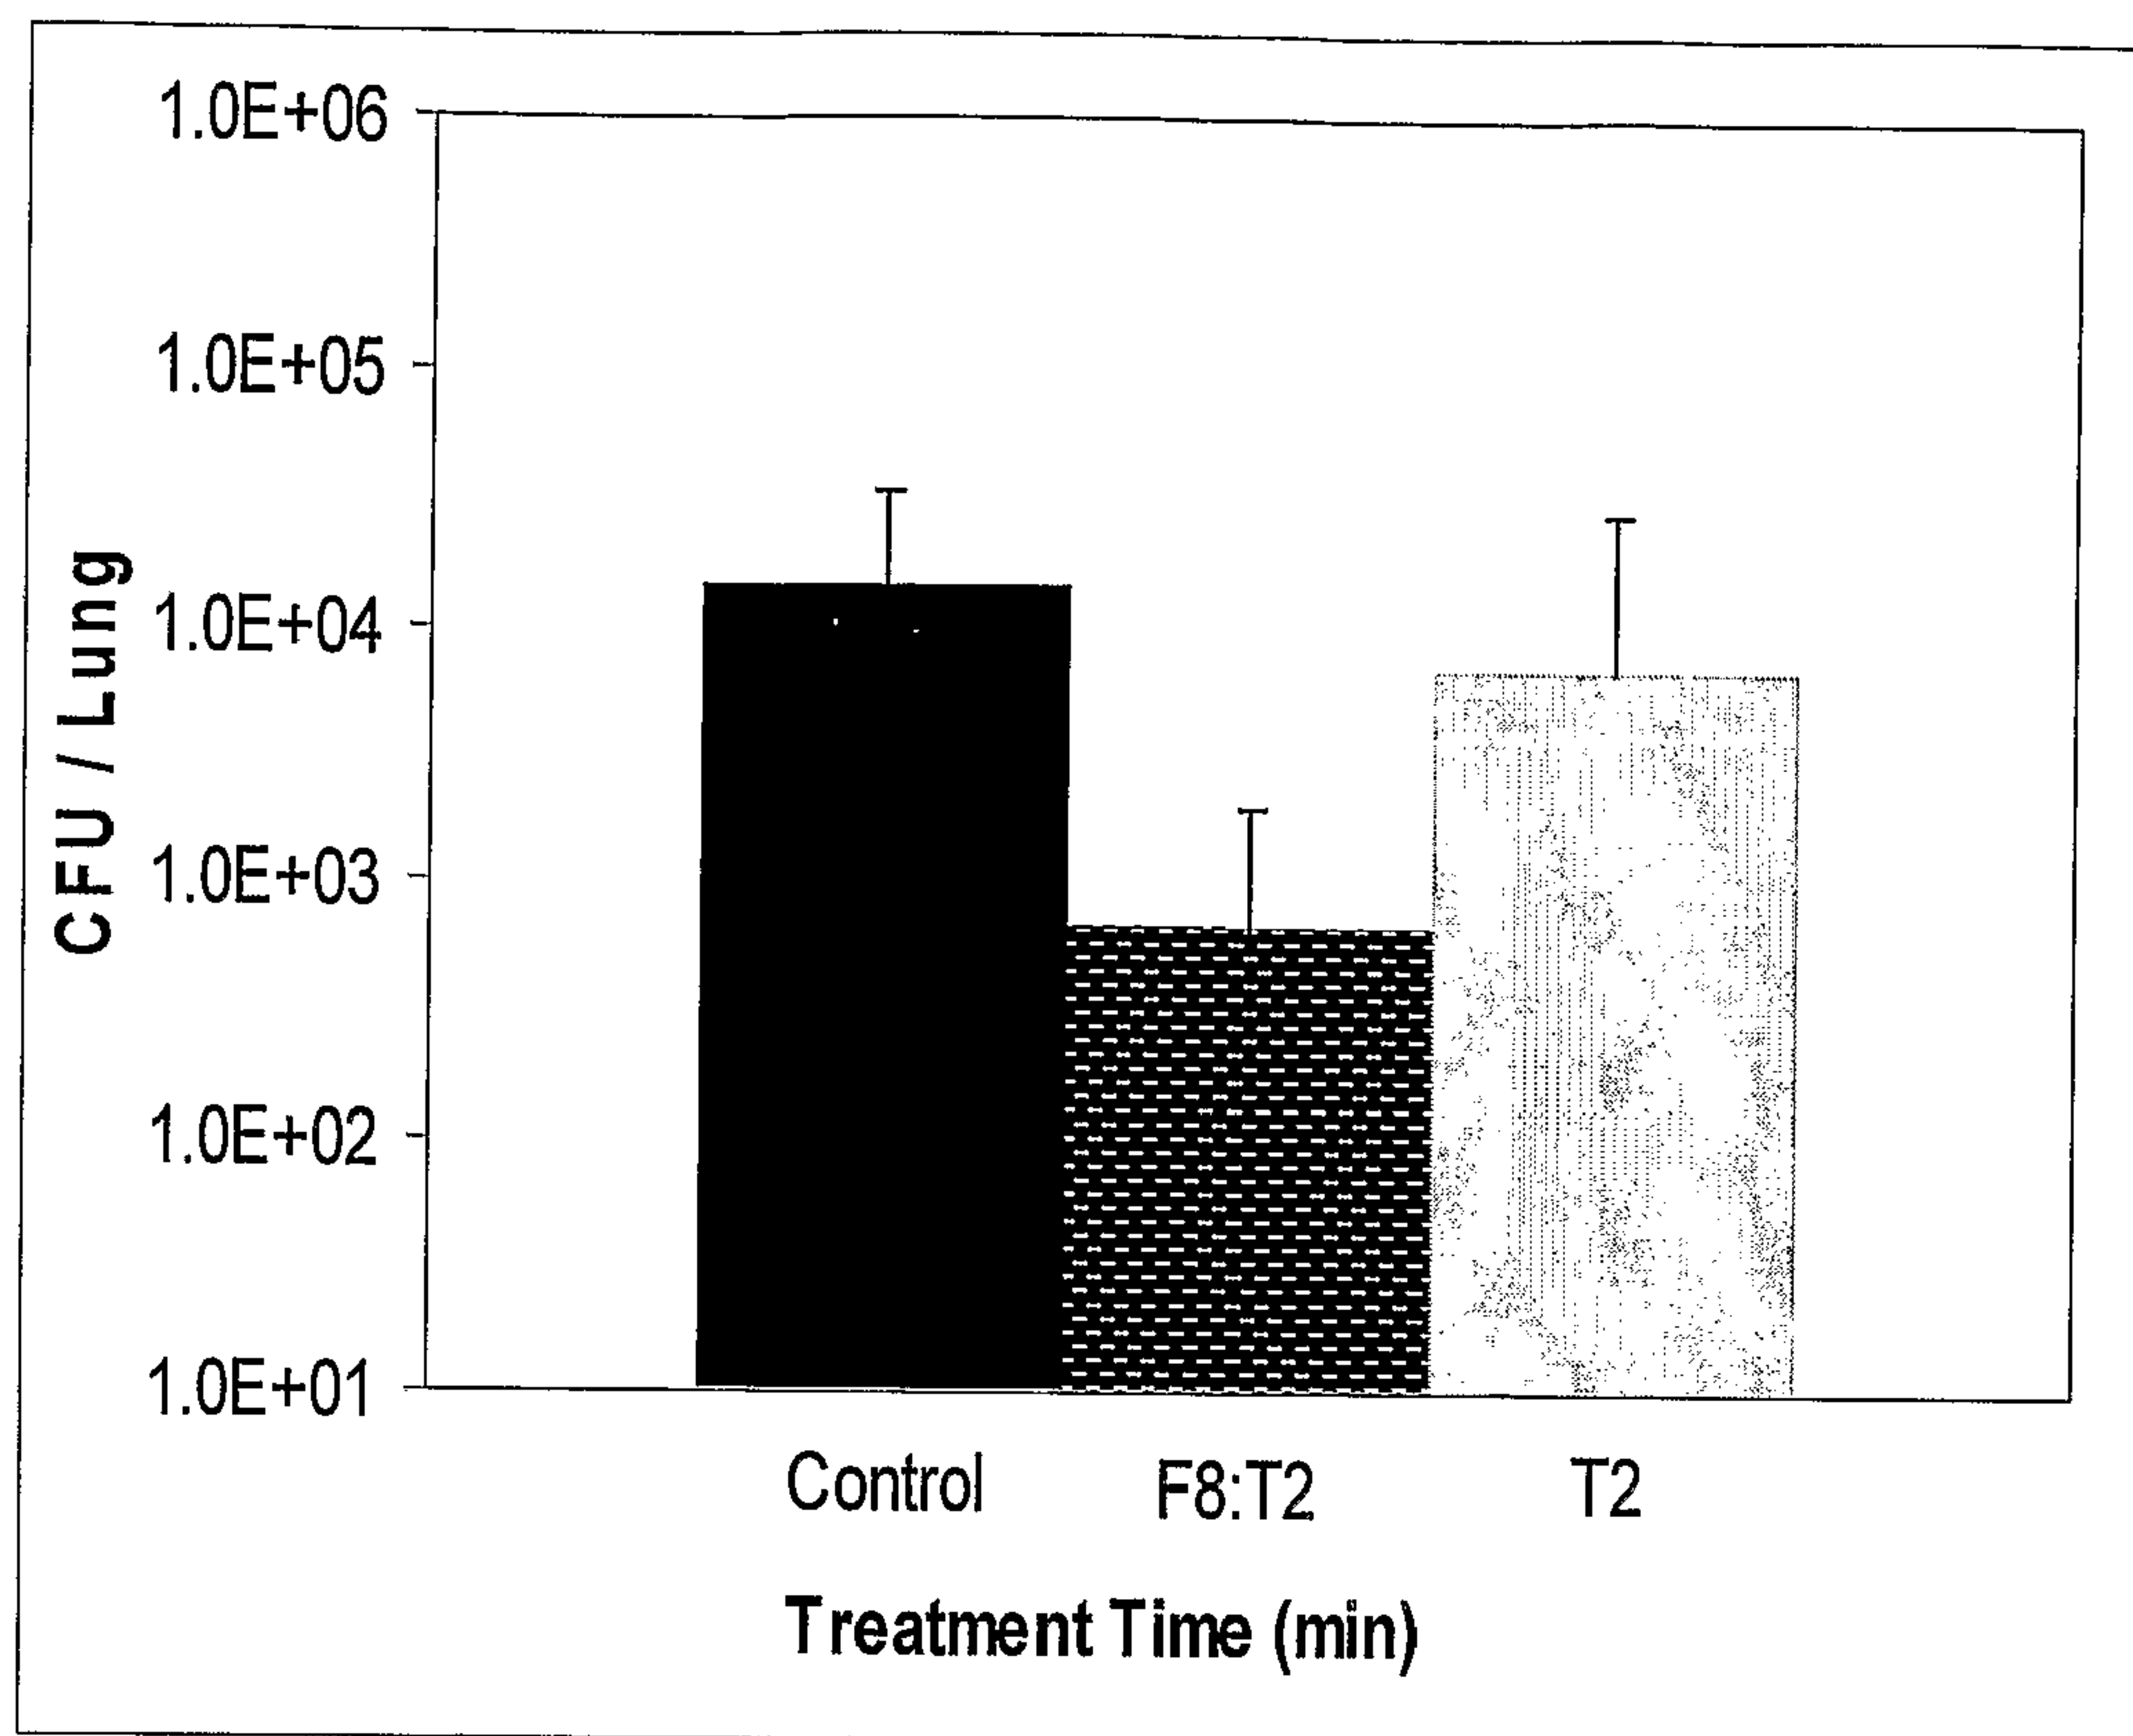 1.0E+06
1.0E+05
1.0E+04
1.0E+03
1.0E+02
1.0E+01
CFU / Lung
Control F8:T2 T2
Treatment Time (min)